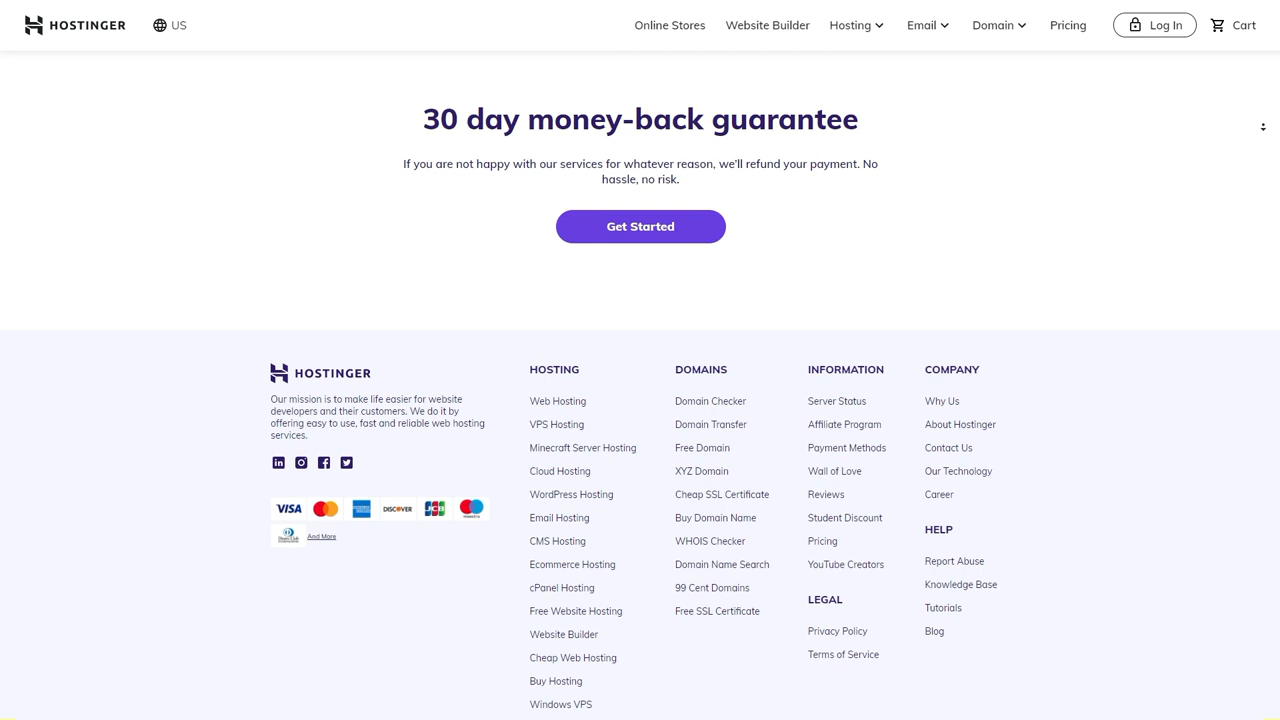 HOSTINGER
US
Online Stores
Website Builder
Hosting
Email
Domain
Pricing
Log In
Cart
30 day money-back guarantee
If you are not happy with our services for whatever reason, we'll refund your payment. No
hassle, no risk.
Get Started
HOSTINGER
Our mission is to make life easier for website
developers and their customers. We do it by
offering easy to use, fast and reliable web hosting
services.
VISA
DISCOVER
JCB
And More
HOSTING
Web Hosting
VPS Hosting
Minecraft Server Hosting
Cloud Hosting
WordPress Hosting
Email Hosting
CMS Hosting
Ecommerce Hosting
cPanel Hosting
Free Website Hosting
Website Builder
Cheap Web Hosting
Buy Hosting
Windows VPS
DOMAINS
Domain Checker
Domain Transfer
Free Domain
XYZ Domain
Cheap SSL Certificate
Buy Domain Name
WHOIS Checker
Domain Name Search
99 Cent Domains
Free SSL Certificate
INFORMATION
Server Status
Affiliate Program
Payment Methods
Wall of Love
Reviews
Student Discount
Pricing
YouTube Creators
LEGAL
Privacy Policy
Terms of Service
COMPANY
Why Us
About Hostinger
Contact Us
Our Technology
Career
HELP
Report Abuse
Knowledge Base
Tutorials
Blog